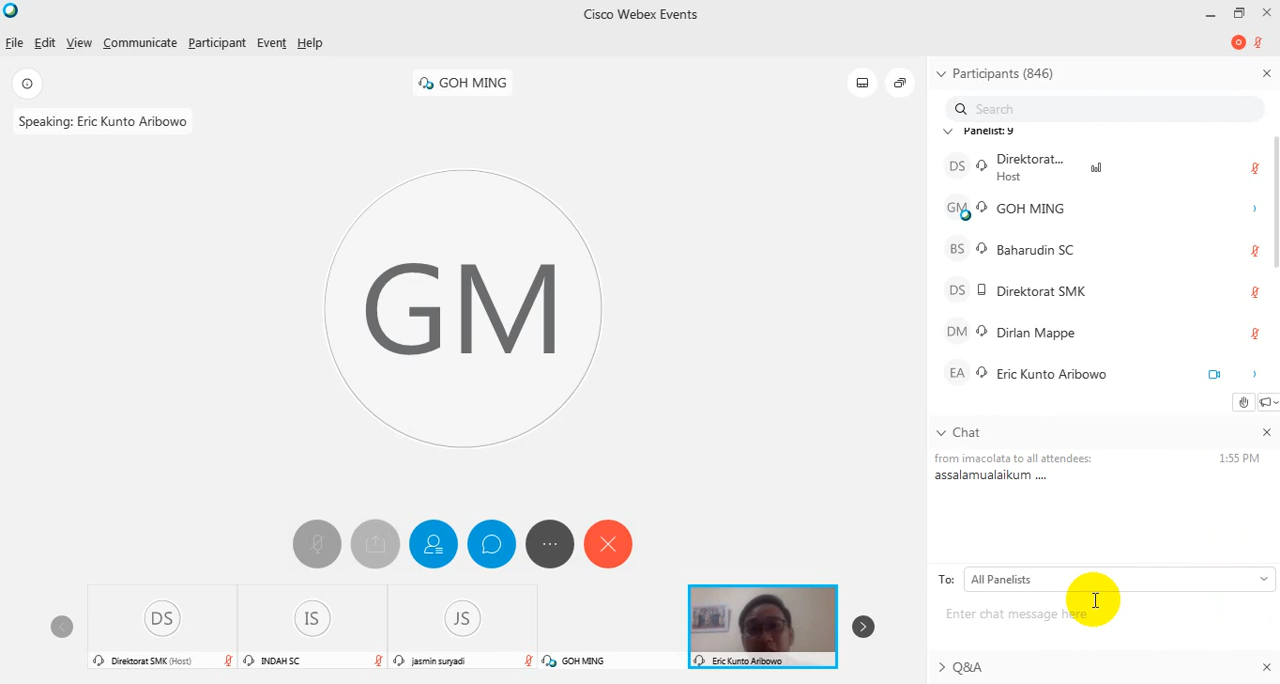 Cisco Webex Events
File Edit View Communicate Participant Event Help
GOH MING
Speaking: Eric Kunto Aribowo
GM
DS
Direktorat SMK (Host)
IS
INDAH SC
JS
jasmin suryadi
GOH MING
Eric Kunto Aribowo
Participants (846)
Search
Panelist: 9
DS Direktorat...
Host
GM GOH MING
BS Baharudin SC
DS Direktorat SMK
DM Dirlan Mappe
EA Eric Kunto Aribowo
Chat
from imacolata to all attendees: 1:55 PM
assalamualaikum ....
To: All Panelists
Enter chat message here
Q&A